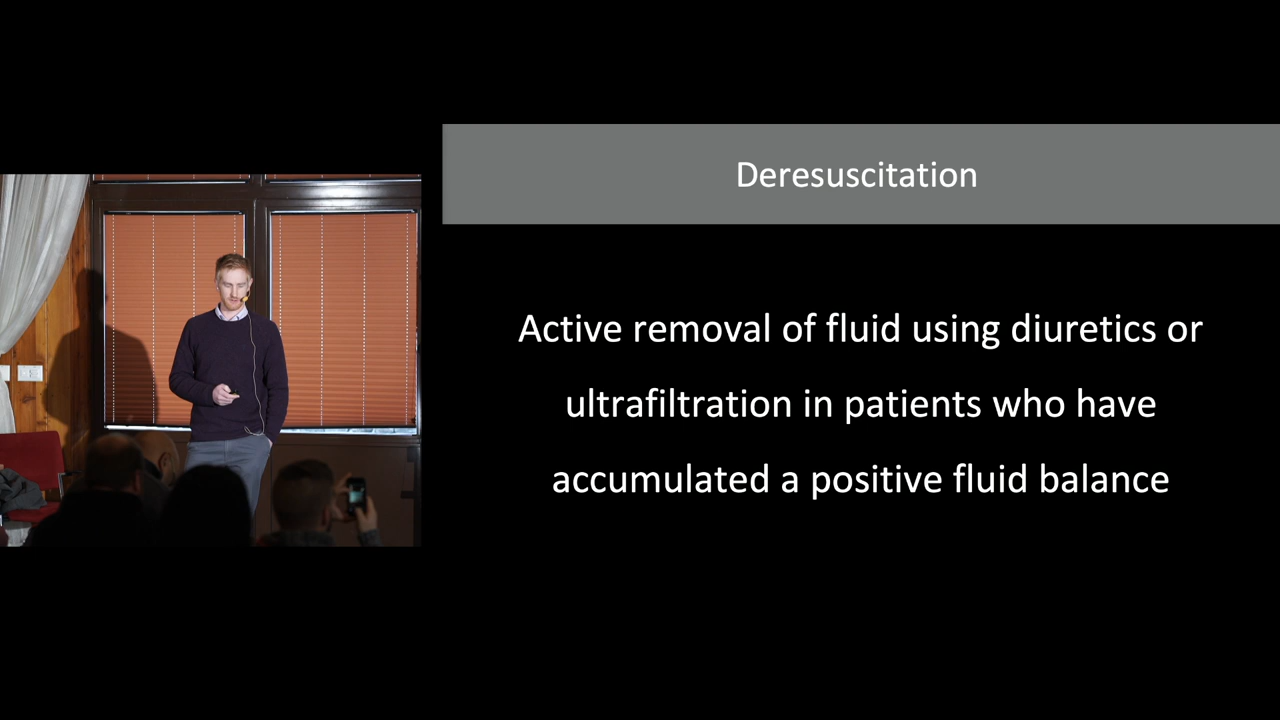 Deresuscitation
Active removal of fluid using diuretics or
ultrafiltration in patients who have
accumulated a positive fluid balance